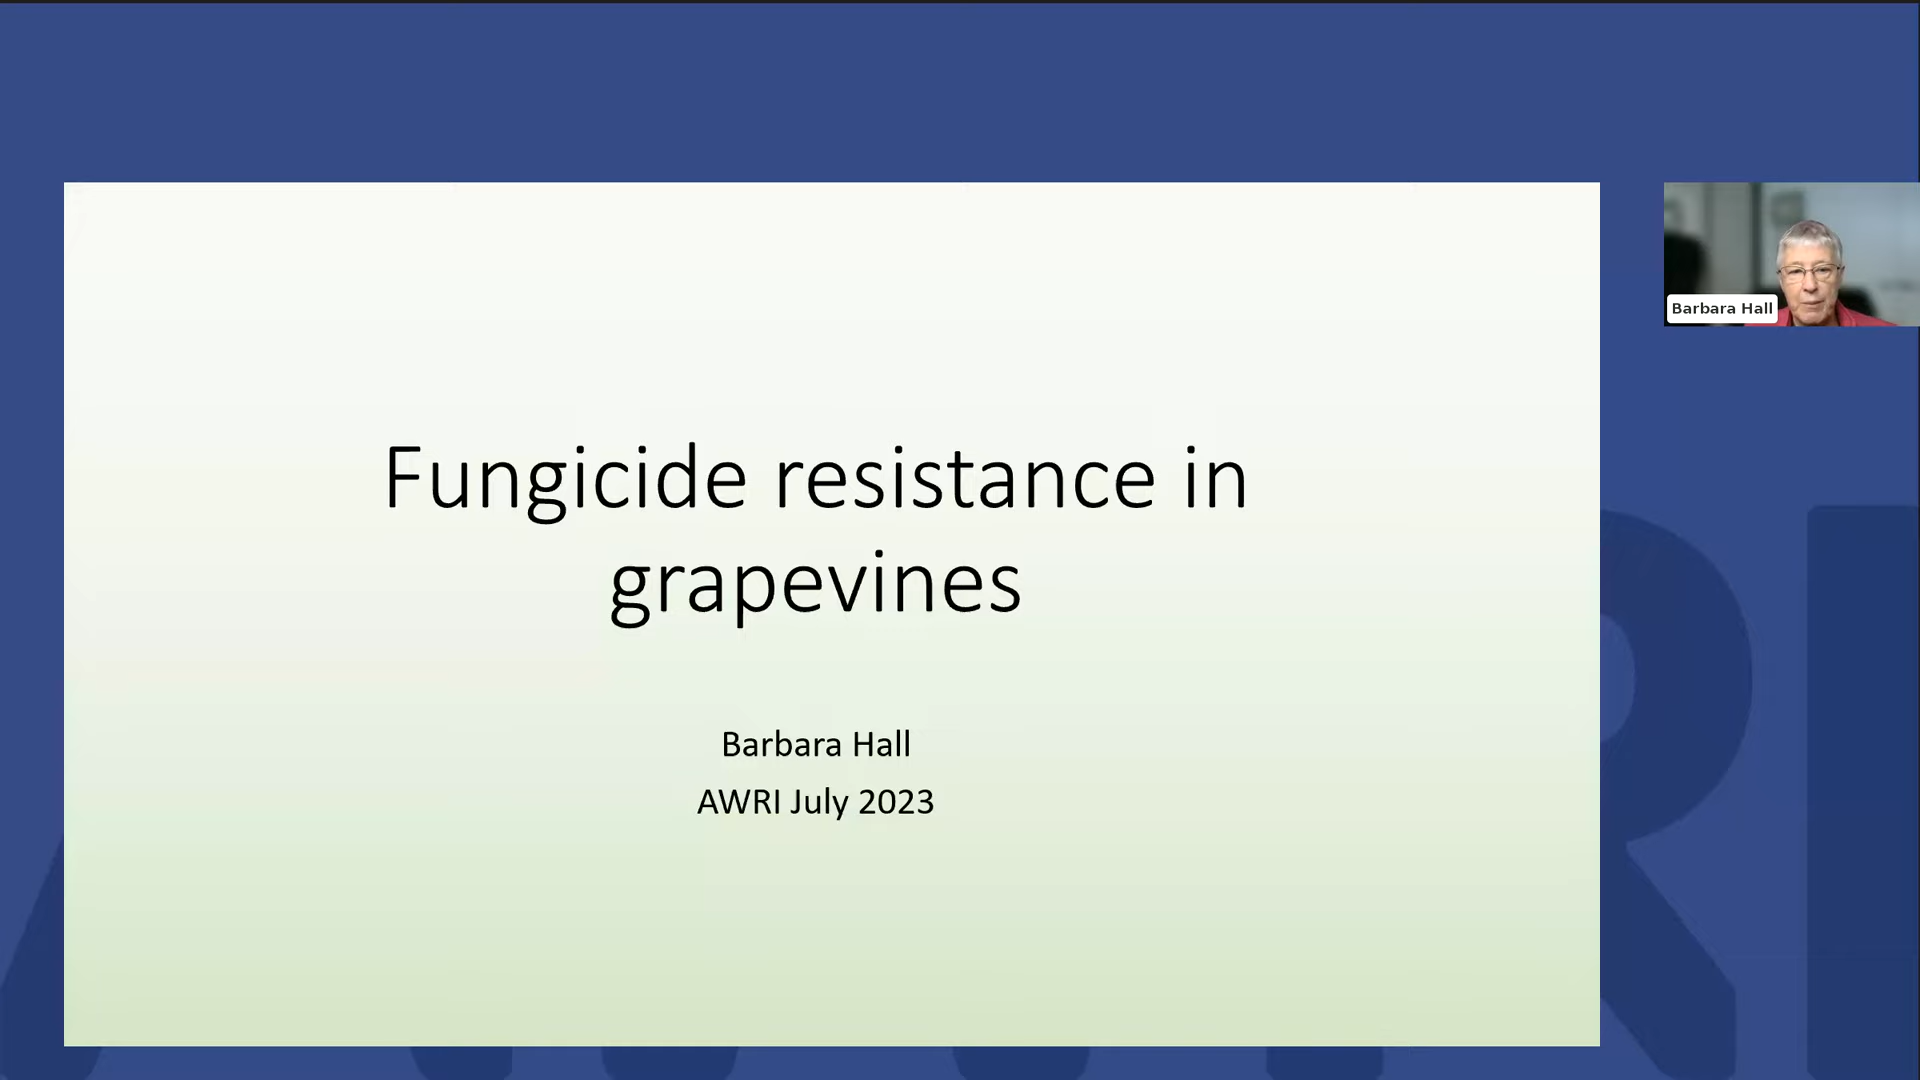 Fungicide resistance in
grapevines
Barbara Hall
AWRI July 2023
Barbara Hall